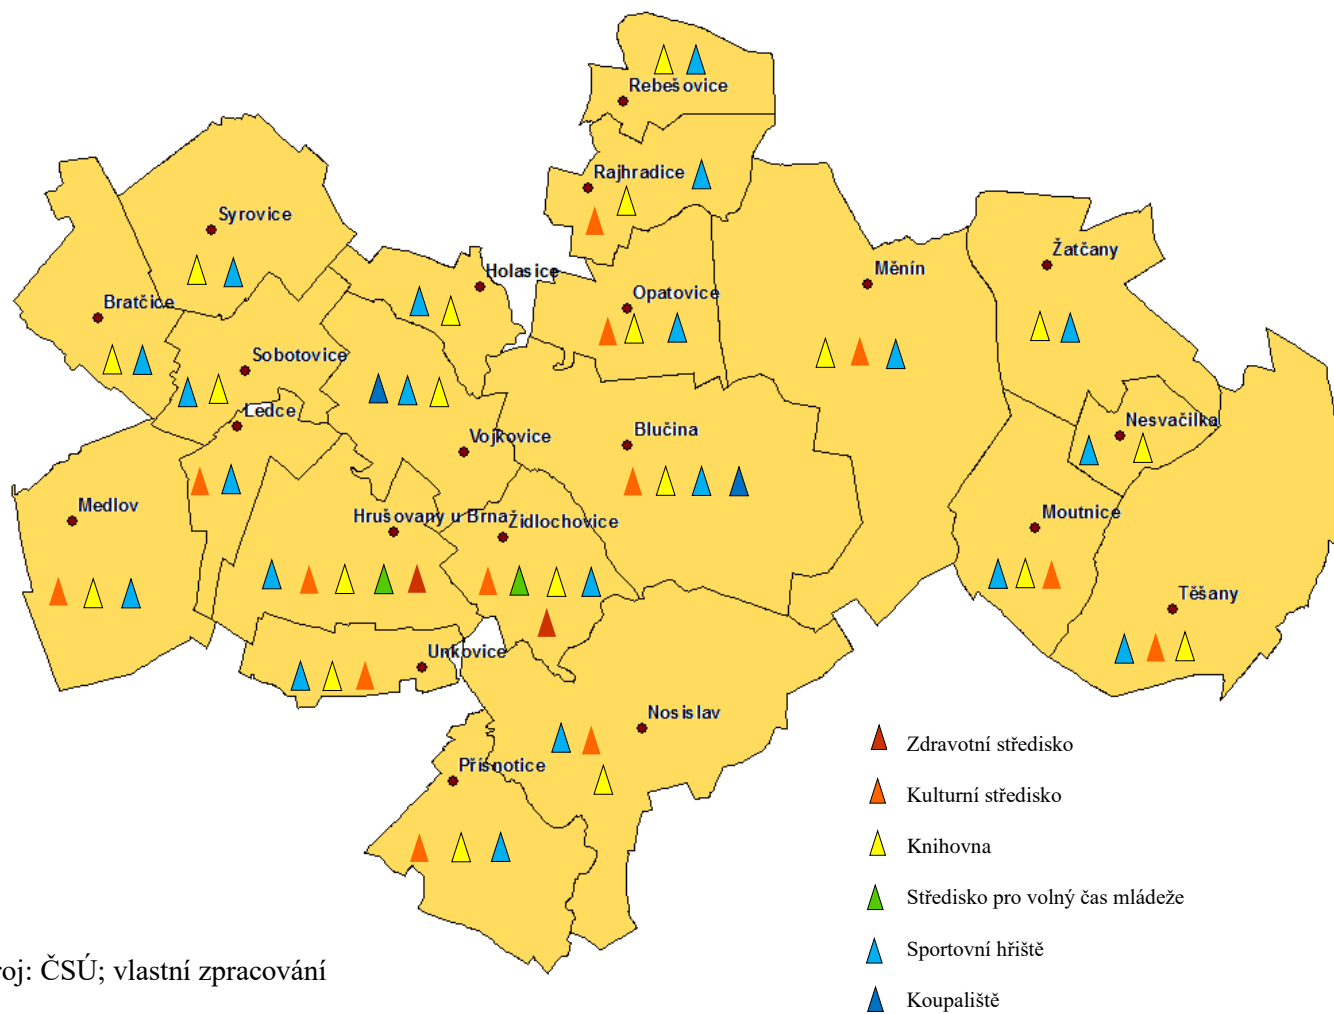 Rebešovice
Rajhradice
Syrovice
Žatčany
Holasice
Měnín
Opatovice
Bratčice
Sobotovice
Ledce
Nesvačilka
Blučina
Vojkovice
Medlov
Hrušovany u Brna
Židlochovice
Moutnice
Těšany
Unkovice
Nosislav
Přísnotice
Zdravotní středisko
Kulturní středisko
Knihovna
Středisko pro volný čas mládeže
Sportovní hřiště
Koupaliště
roj: ČSÚ; vlastní zpracování